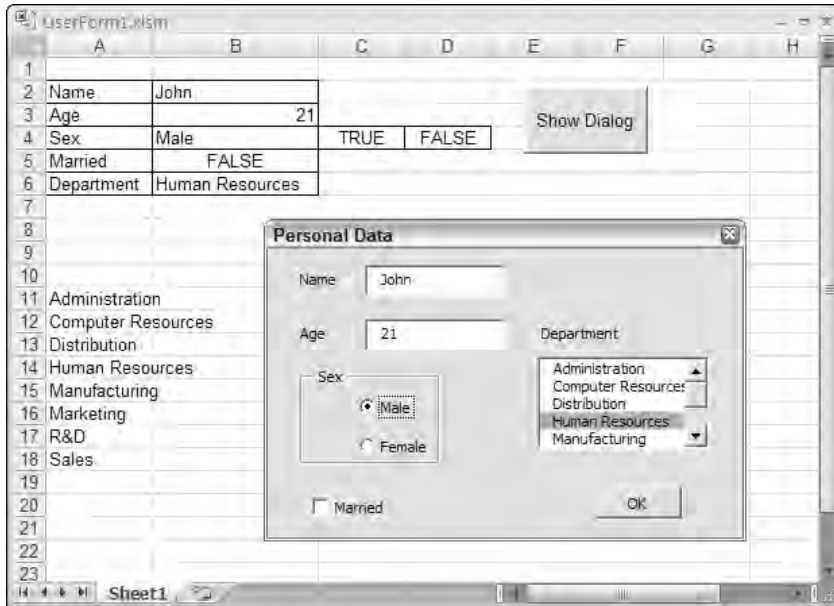 UserForm1.xlsm
A B C D E F G H
1
2 Name John
3 Age 21
4 Sex Male TRUE FALSE
5 Married FALSE
6 Department Human Resources
Show Dialog
7
8
9
10
11 Administration
12 Computer Resources
13 Distribution
14 Human Resources
15 Manufacturing
16 Marketing
17 R&D
18 Sales
19
20
21
22
23
Personal Data
Name John
Age 21
Department
Sex
Male
Female
Administration
Computer Resources
Distribution
Human Resources
Manufacturing
Married
OK
Sheet1